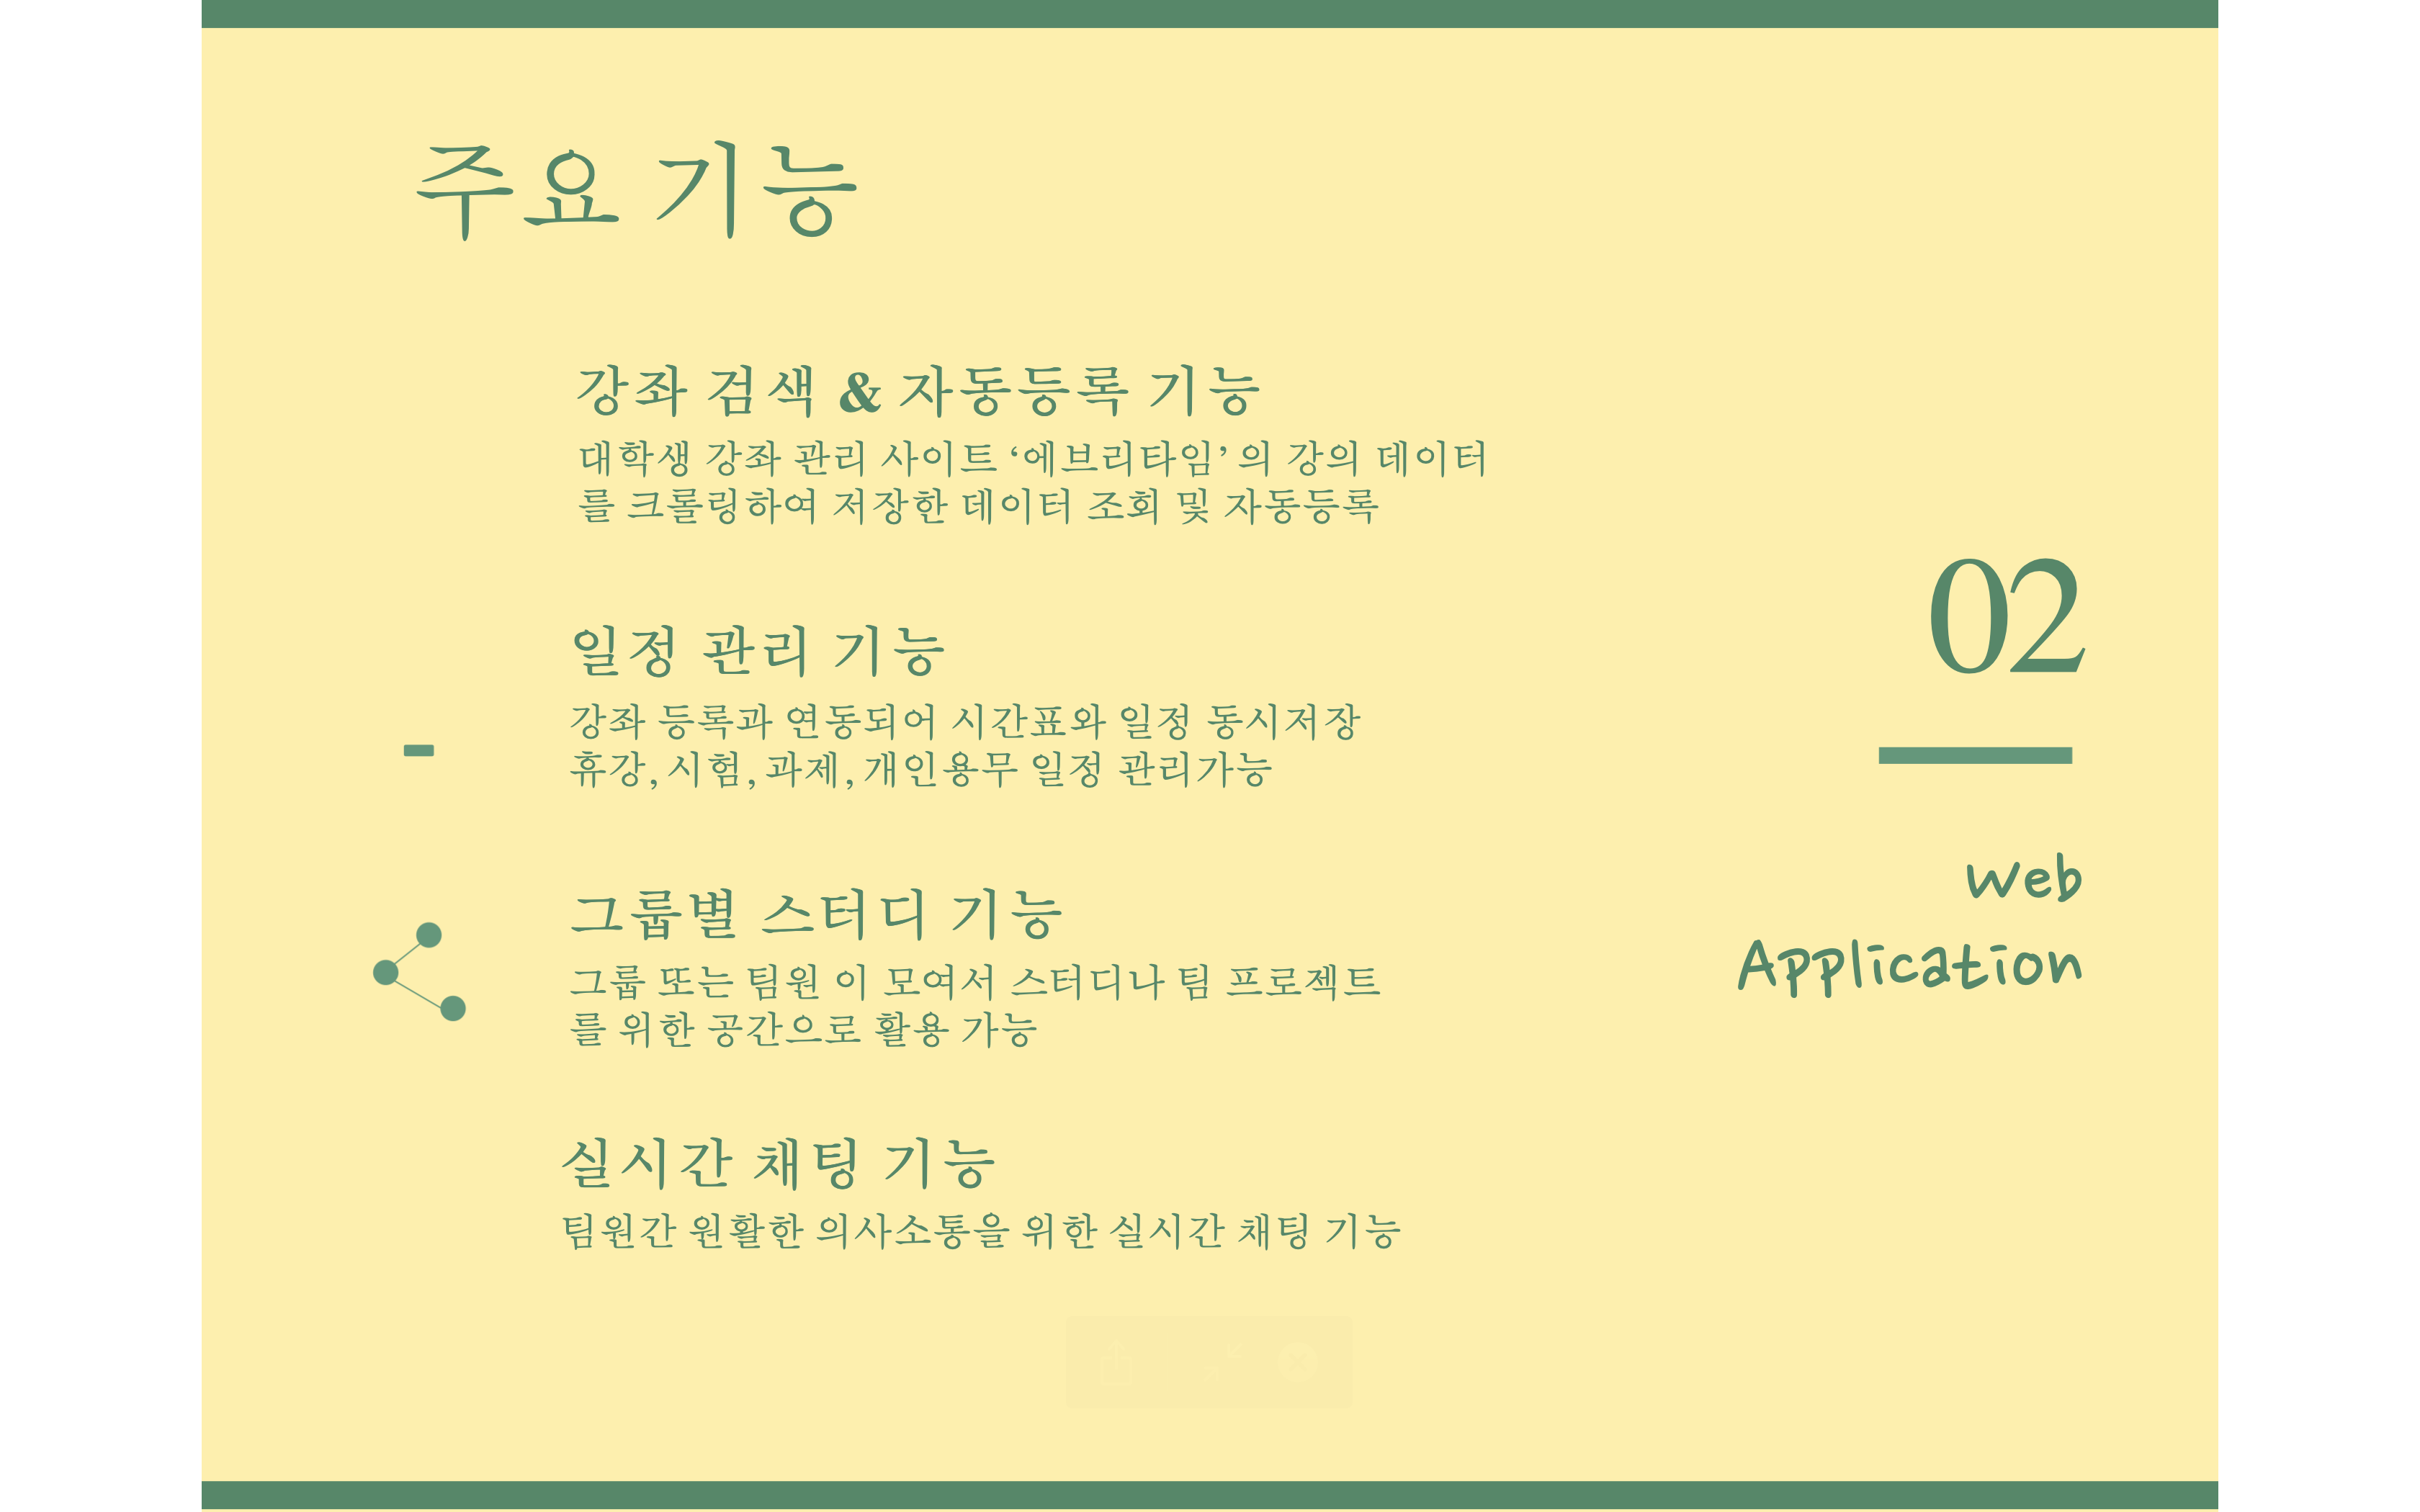 주요 기능
강좌 검색 & 자동등록 기능
대학생 강좌 관리 사이트 ‘에브리타임’ 의 강의 데이터
를 크롤링하여 저장한 데이터 조회 및 자동등록
일정 관리 기능
강좌 등록과 연동되어 시간표와 일정 동시저장
휴강, 시험, 과제, 개인용무 일정 관리가능
그룹별 스터디 기능
그룹 또는 팀원 이 모여서 스터디나 팀 프로젝트
를 위한 공간으로 활용 가능
실시간 채팅 기능
팀원간 원활한 의사소통을 위한 실시간 채팅 기능
02
Web
Application